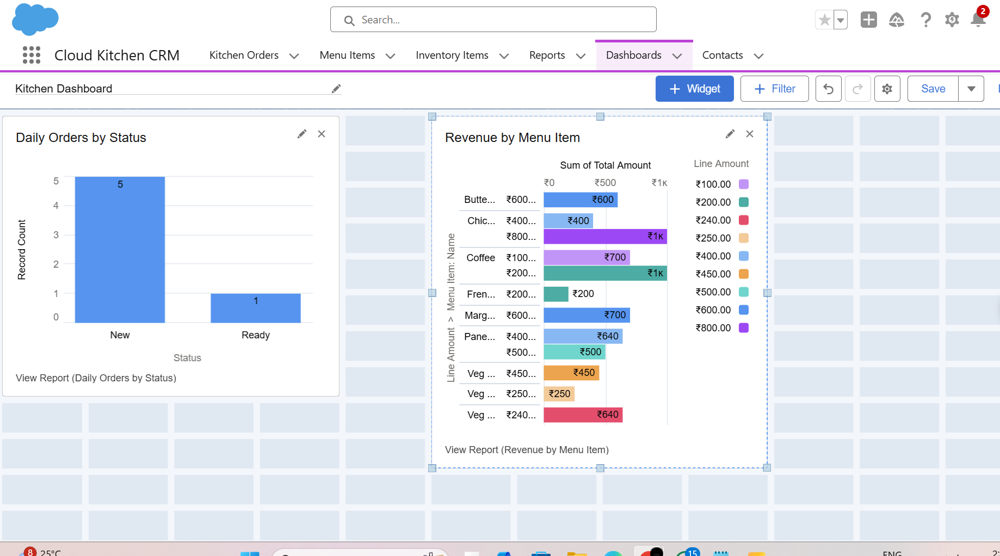 Search...
2
Cloud Kitchen CRM
Kitchen Orders
Menu Items
Inventory Items
Reports
Dashboards
Contacts
Kitchen Dashboard
+ Widget
+ Filter
Save
Daily Orders by Status
5
4
3
2
1
0
Record Count
5
1
New
Ready
Status
View Report (Daily Orders by Status)
Revenue by Menu Item
Sum of Total Amount
₹0 ₹500 ₹1K
Line Amount > Menu Item: Name
Butte... ₹600... ₹600
Chic... ₹400... ₹400
₹800... ₹1K
Coffee ₹100... ₹700
₹200... ₹1K
Fren... ₹200... ₹200
Marg... ₹600... ₹700
Pane... ₹400... ₹640
₹500... ₹500
Veg ... ₹450... ₹450
Veg ... ₹250... ₹250
Veg ... ₹240... ₹640
Line Amount
₹100.00
₹200.00
₹240.00
₹250.00
₹400.00
₹450.00
₹500.00
₹600.00
₹800.00
View Report (Revenue by Menu Item)
8
25°C
15
ENG